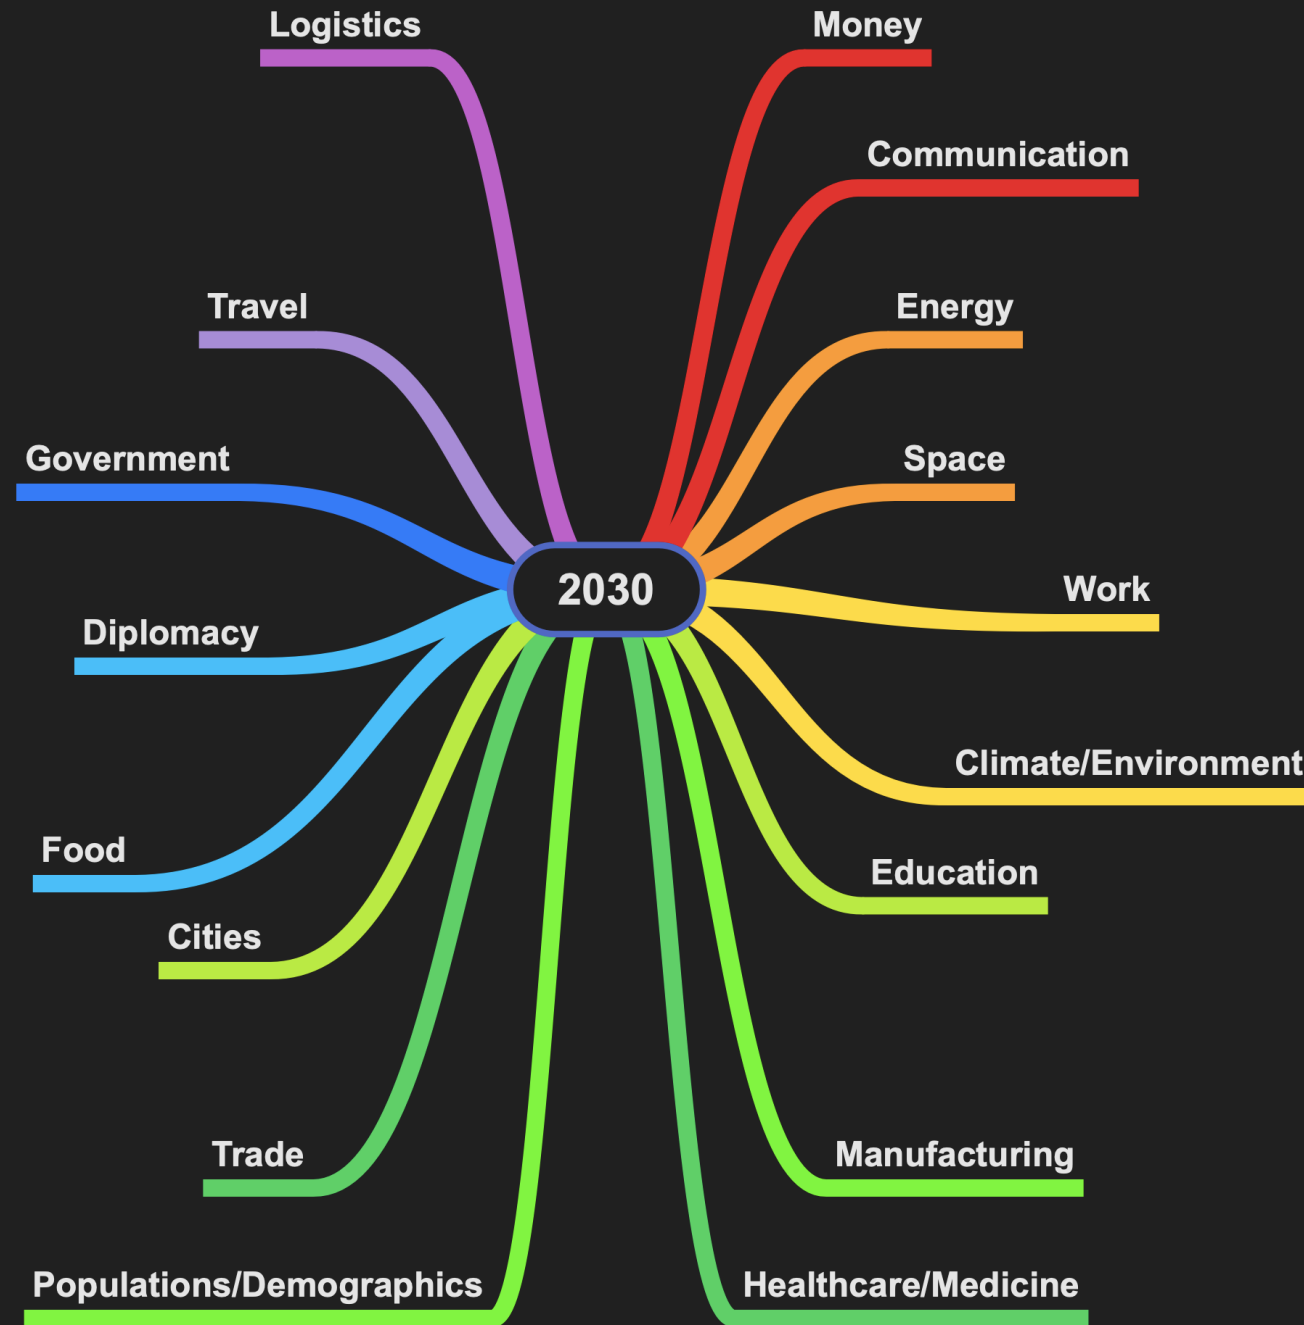 Logistics
Money
Communication
Travel
Energy
Government
Space
2030
Work
Diplomacy
Climate/Environment
Food
Education
Cities
Trade
Manufacturing
Populations/Demographics
Healthcare/Medicine